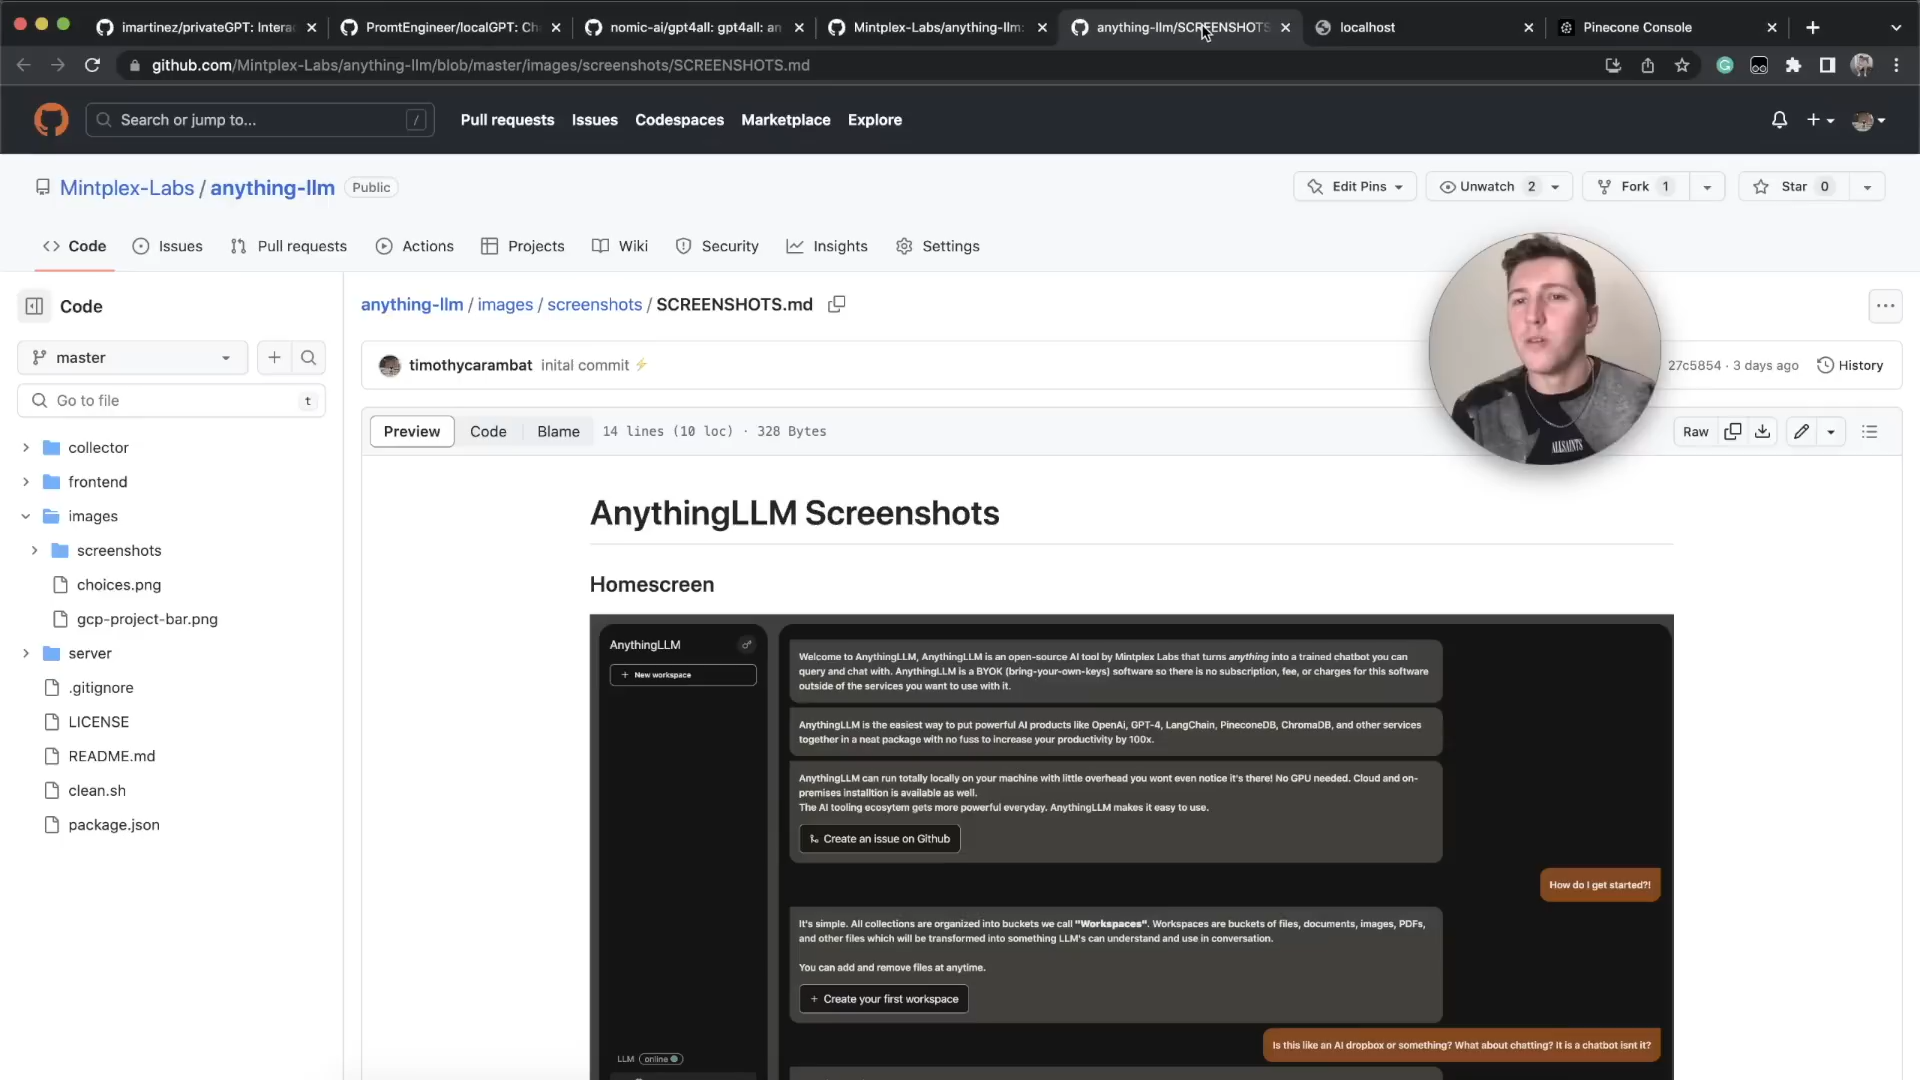 imartinez/privateGPT: Intera
PromtEngineer/localGPT: Ch
nomic-ai/gpt4all: gpt4all: an
Mintplex-Labs/anything-llm:
anything-llm/SCREENSHOTS
localhost
Pinecone Console
github.com/Mintplex-Labs/anything-llm/blob/master/images/screenshots/SCREENSHOTS.md
Search or jump to...
/
Pull requests
Issues
Codespaces
Marketplace
Explore
Mintplex-Labs / anything-llm
Public
Edit Pins
Unwatch 2
Fork 1
Star 0
Code
Issues
Pull requests
Actions
Projects
Wiki
Security
Insights
Settings
Code
master
Go to file
t
collector
frontend
images
screenshots
choices.png
gcp-project-bar.png
server
.gitignore
LICENSE
README.md
clean.sh
package.json
anything-llm / images / screenshots / SCREENSHOTS.md
timothycarambat inital commit
27c5854 · 3 days ago
History
ALLSAINTS
Preview
Code
Blame
14 lines (10 loc) · 328 Bytes
Raw
AnythingLLM Screenshots
Homescreen
AnythingLLM
+ New workspace
Welcome to AnythingLLM, AnythingLLM is an open-source AI tool by Mintplex Labs that turns anything into a trained chatbot you can
query and chat with. AnythingLLM is a BYOK (bring-your-own-keys) software so there is no subscription, fee, or charges for this software
outside of the services you want to use with it.
AnythingLLM is the easiest way to put powerful AI products like OpenAi, GPT-4, LangChain, PineconeDB, ChromaDB, and other services
together in a neat package with no fuss to increase your productivity by 100x.
AnythingLLM can run totally locally on your machine with little overhead you wont even notice it's there! No GPU needed. Cloud and on-
premises installtion is available as well.
The AI tooling ecosytem gets more powerful everyday. AnythingLLM makes it easy to use.
Create an issue on Github
How do I get started?!
It's simple. All collections are organized into buckets we call "Workspaces". Workspaces are buckets of files, documents, images, PDFs,
and other files which will be transformed into something LLM's can understand and use in conversation.
You can add and remove files at anytime.
+ Create your first workspace
Is this like an AI dropbox or something? What about chatting? It is a chatbot isnt it?
LLM online